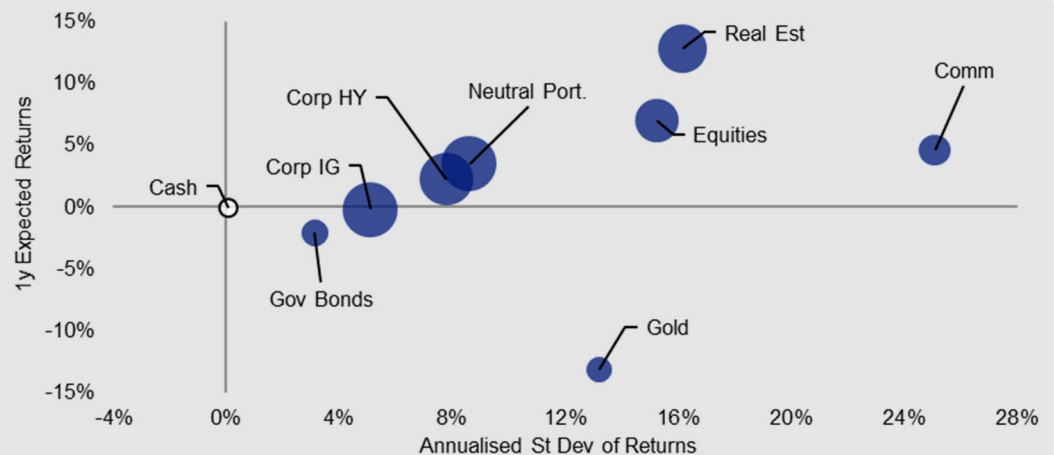 15%
Real Est
10%
Comm
Corp HY
Neutral Port.
5%
Equities
Corp IG
Cash
0%
1y Expected Returns
-5%
Gov Bonds
-10%
Gold
-15%
-4% 0% 4% 8% 12% 16% 20% 24% 28%
Annualised St Dev of Returns